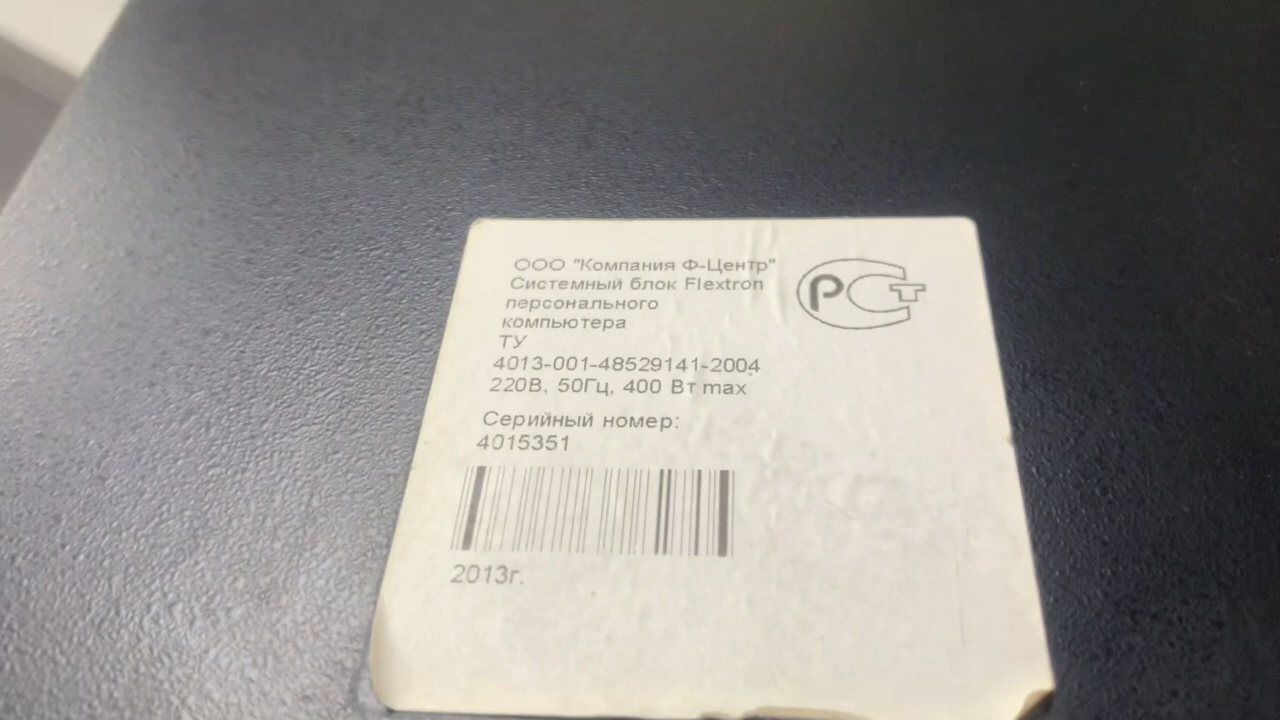 ООО "Компания Ф-Центр"
Системный блок Flextron
персонального
компьютера
ТУ
4013-001-48529141-2004
220В, 50Гц, 400 Вт max
Серийный номер:
4015351
2013г.
РСТ